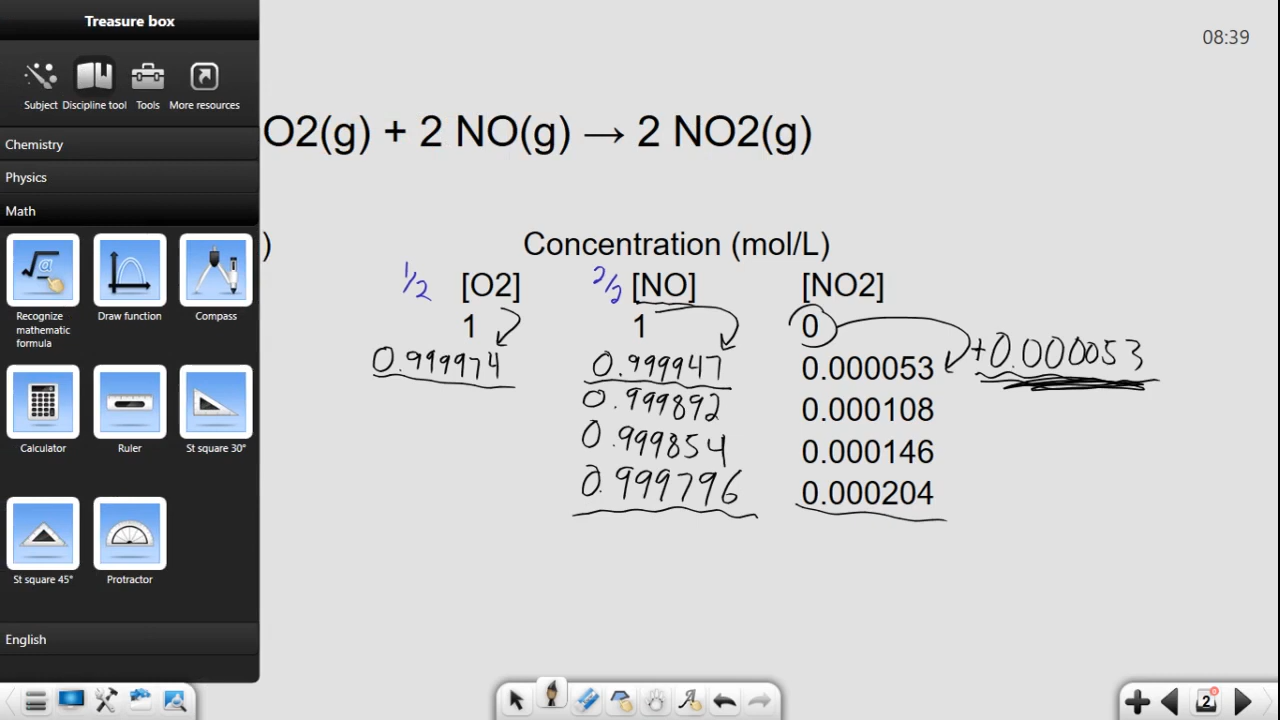 Treasure box
08:39
Subject Discipline tool Tools More resources
Chemistry
Physics
Math
Recognize mathematic formula
Draw function
Compass
Calculator
Ruler
St square 30°
St square 45°
Protractor
English
O2(g) + 2 NO(g) → 2 NO2(g)
) Concentration (mol/L)
1/2 [O2] 2/2 [NO] [NO2]
1 1 0
0.999974 0.999947 0.000053 +0.000053
0.999892 0.000108
0.999854 0.000146
0.999796 0.000204
2